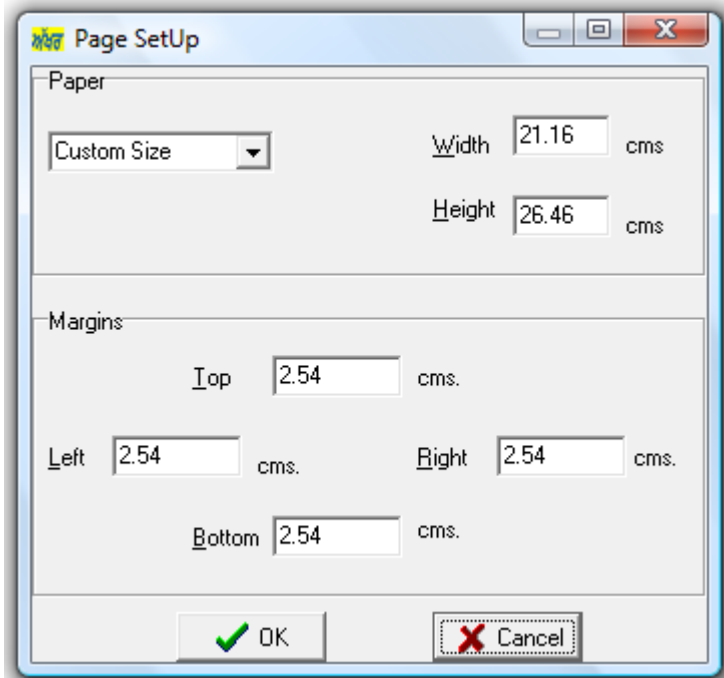 ਅੱਖਰ Page SetUp
Paper
Custom Size Width 21.16 cms
Height 26.46 cms
Margins
Top 2.54 cms.
Left 2.54 cms. Right 2.54 cms.
Bottom 2.54 cms.
OK Cancel